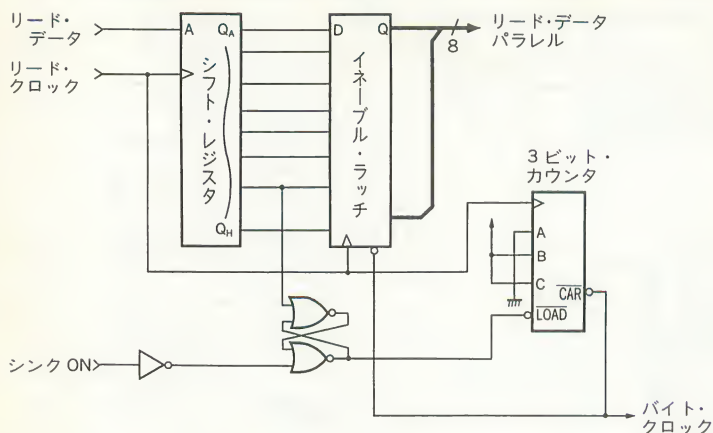 リード・
データ
リード・
クロック
A
QA
シフト・レジスタ
QH
D
Q
イネーブル・ラッチ
8
リード・データ
パラレル
3ビット・
カウンタ
A
B
C
CAR
LOAD
シンクON
バイト・
クロック